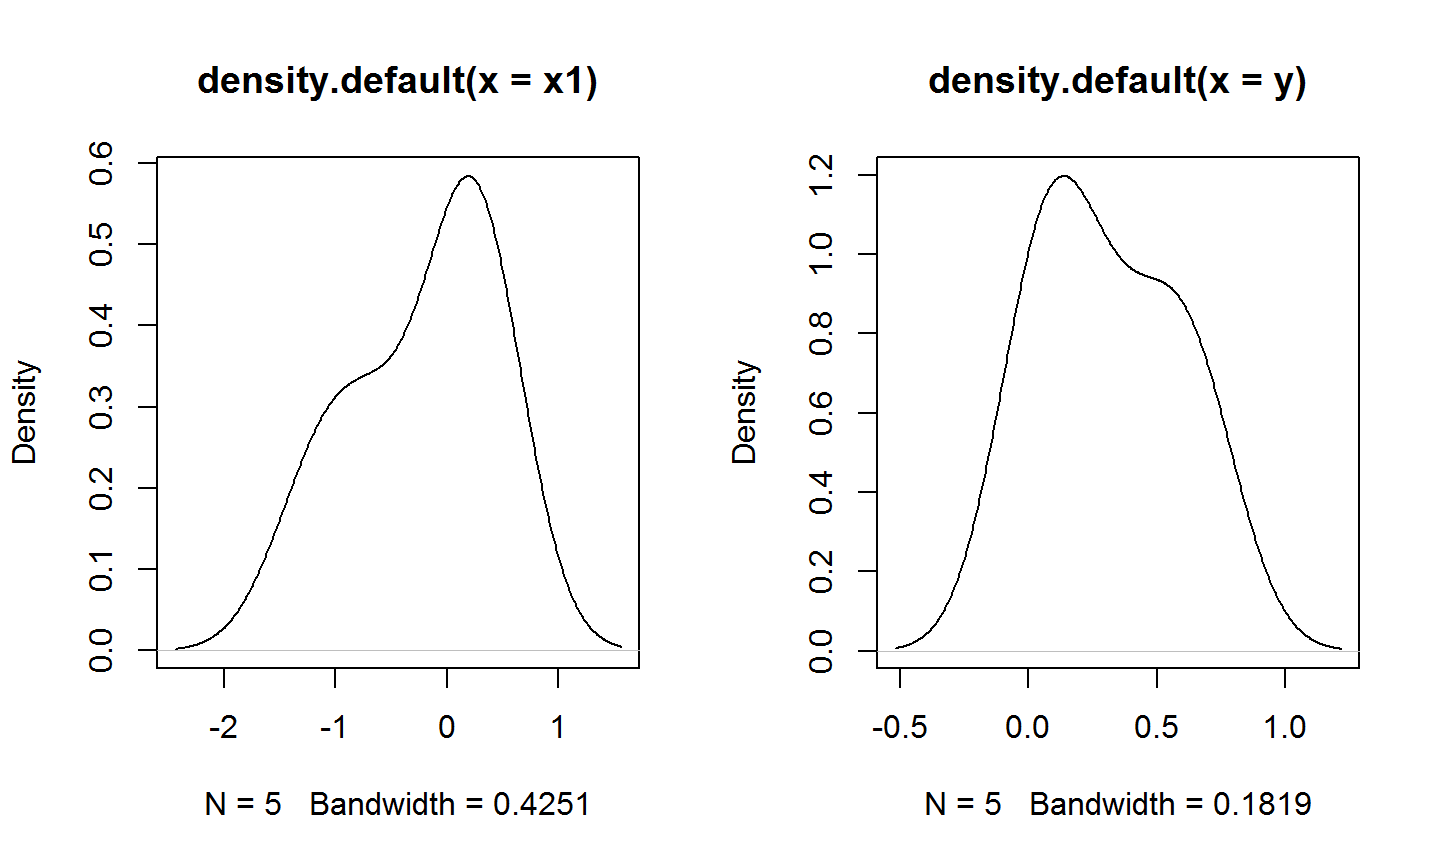 density.default(x = x1)
Density
0.0 0.1 0.2 0.3 0.4 0.5 0.6
-2 -1 0 1
N = 5 Bandwidth = 0.4251
density.default(x = y)
Density
0.0 0.2 0.4 0.6 0.8 1.0 1.2
-0.5 0.0 0.5 1.0
N = 5 Bandwidth = 0.1819